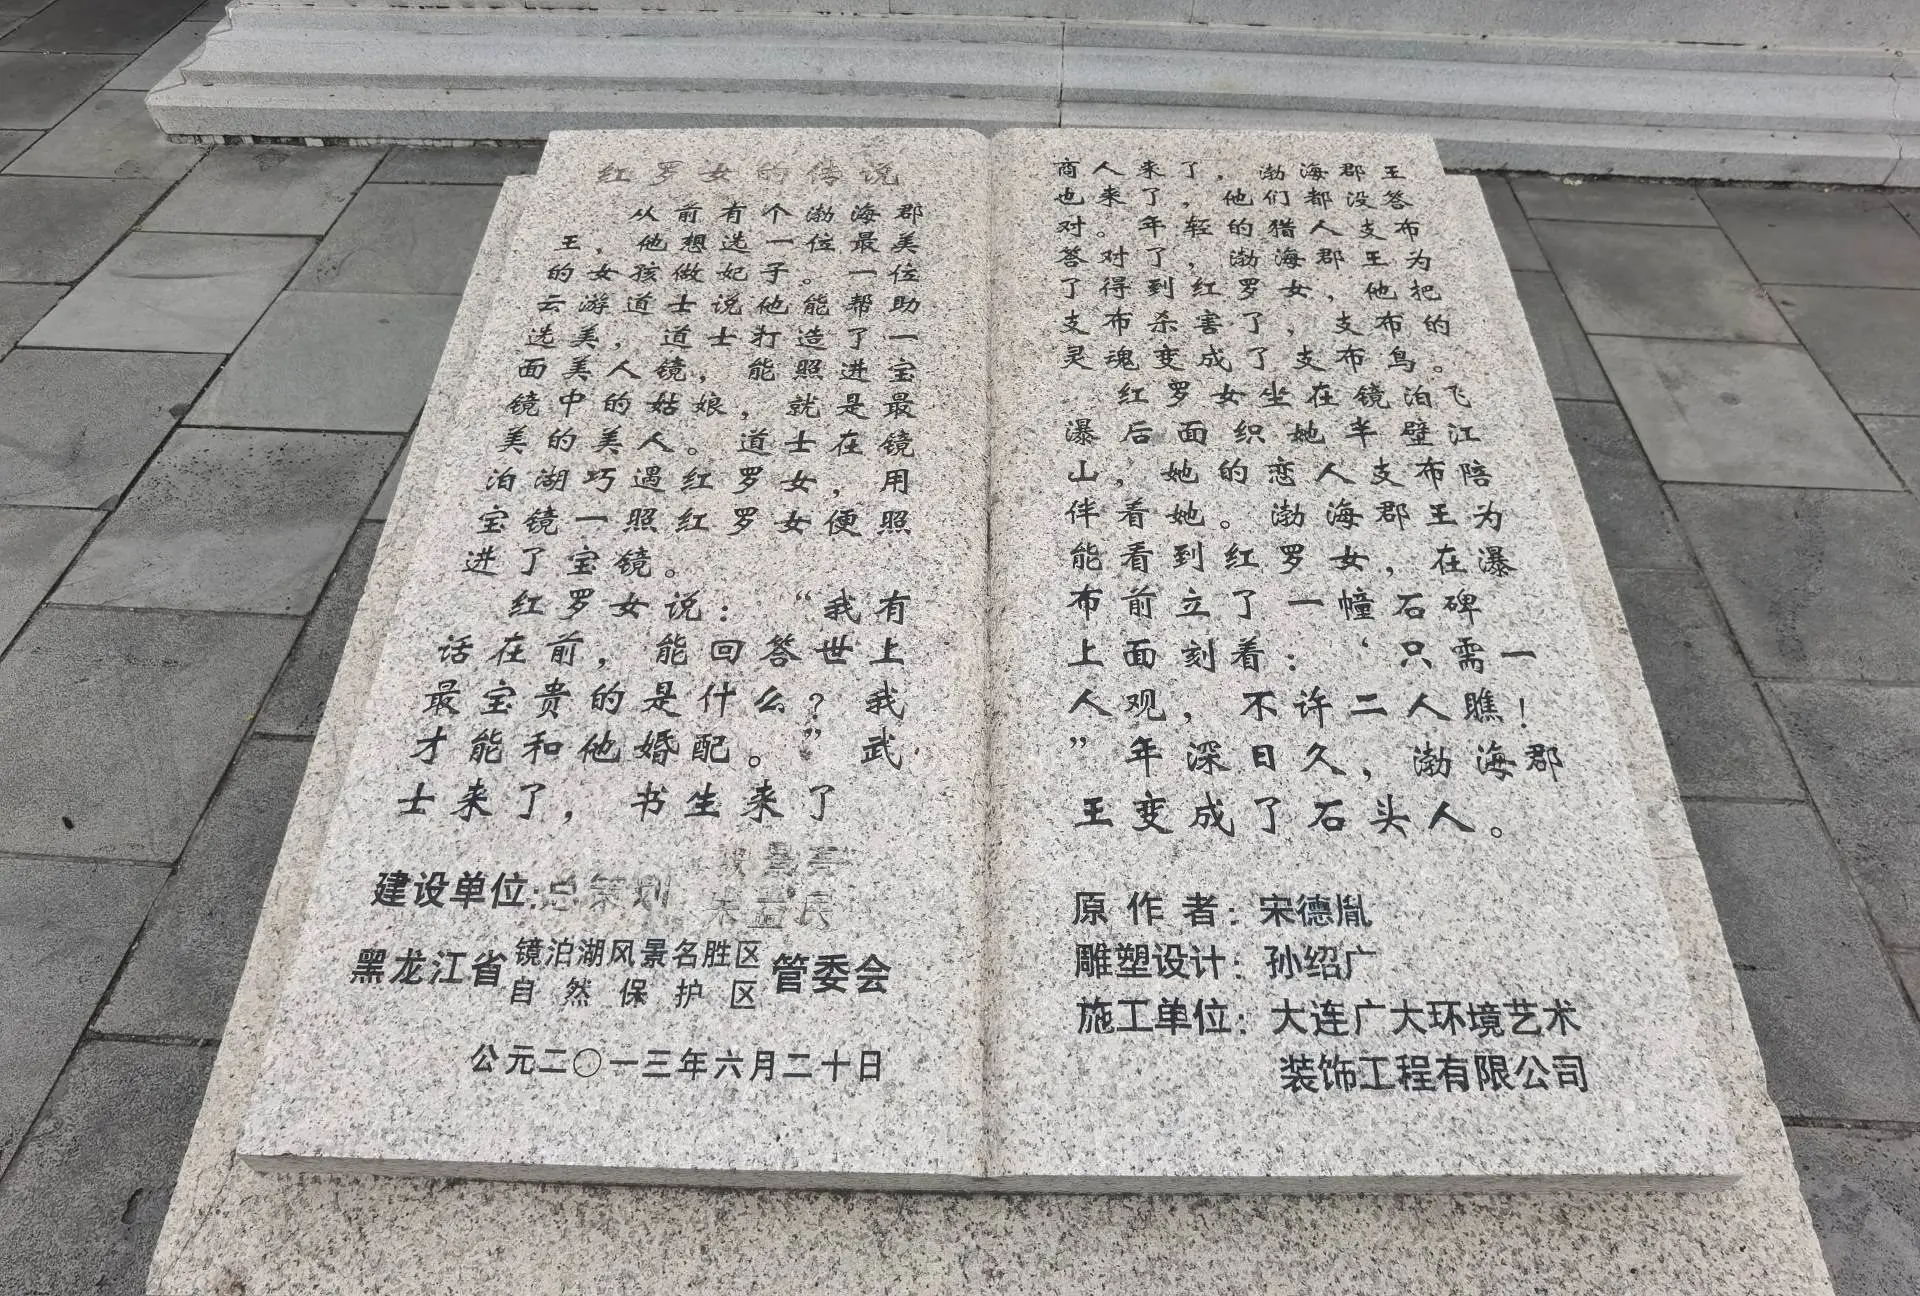 红罗女的传说
从前有个渤海郡
王，他想选一位最美
的女孩做妃子。一位
云游道士说他能帮助
选美，道士打造了一
面美人镜，能照进宝
镜中的姑娘，就是最
美的美人。道士在镜
泊湖巧遇红罗女，用
宝镜一照红罗女便照
进了宝镜。
红罗女说：“我有
话在前，能回答世上
最宝贵的是什么？我
才能和他婚配。”武
士来了，书生来了
建设单位:总策划
朱益民
黑龙江省镜泊湖风景名胜区管委会
自然保护区
公元二〇一三年六月二十日
商人来了，渤海郡王
也来了，他们都没答
对。年轻的猎人支布
答对了，渤海郡王为
了得到红罗女，他把
支布杀害了，支布的
灵魂变成了支布鸟。
红罗女坐在镜泊飞
瀑后面织她半壁江
山，她的恋人支布陪
伴着她。渤海郡王为
能看到红罗女，在瀑
布前立了一幢石碑
上面刻着：‘只需一
人观，不许二人瞧！
”年深日久，渤海郡
王变成了石头人。
原作者：宋德胤
雕塑设计：孙绍广
施工单位：大连广大环境艺术
装饰工程有限公司